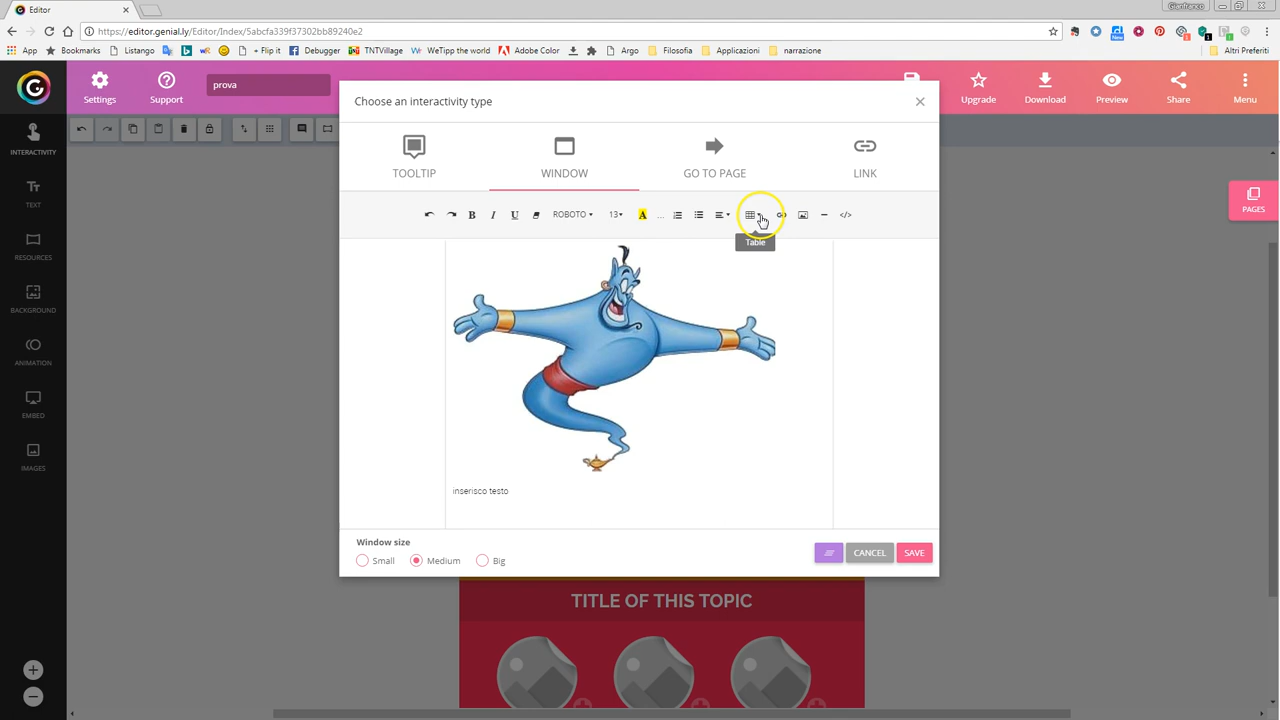 Editor
Gianfranco
https://editor.genial.ly/Editor/Index/5abcfa339f37302bb89240e2
App
Bookmarks
Listango
+ Flip it
Debugger
TNTVillage
WeTipp the world
Adobe Color
Argo
Filosofia
Applicazioni
narrazione
Altri Preferiti
Settings
Support
prova
Upgrade
Download
Preview
Share
Menu
Choose an interactivity type
INTERACTIVITY
TEXT
RESOURCES
BACKGROUND
ANIMATION
EMBED
IMAGES
TOOLTIP
WINDOW
GO TO PAGE
LINK
PAGES
ROBOTO
13
A
Table
inserisco testo
Window size
Small
Medium
Big
CANCEL
SAVE
TITLE OF THIS TOPIC